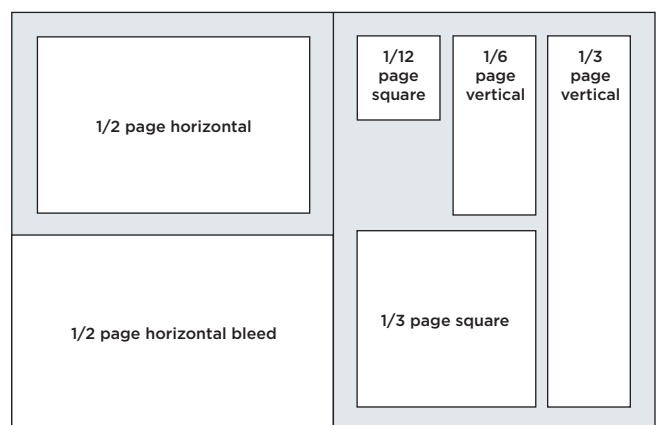 1/2 page horizontal
1/2 page horizontal bleed
1/12
page
square
1/6
page
vertical
1/3
page
vertical
1/3 page square